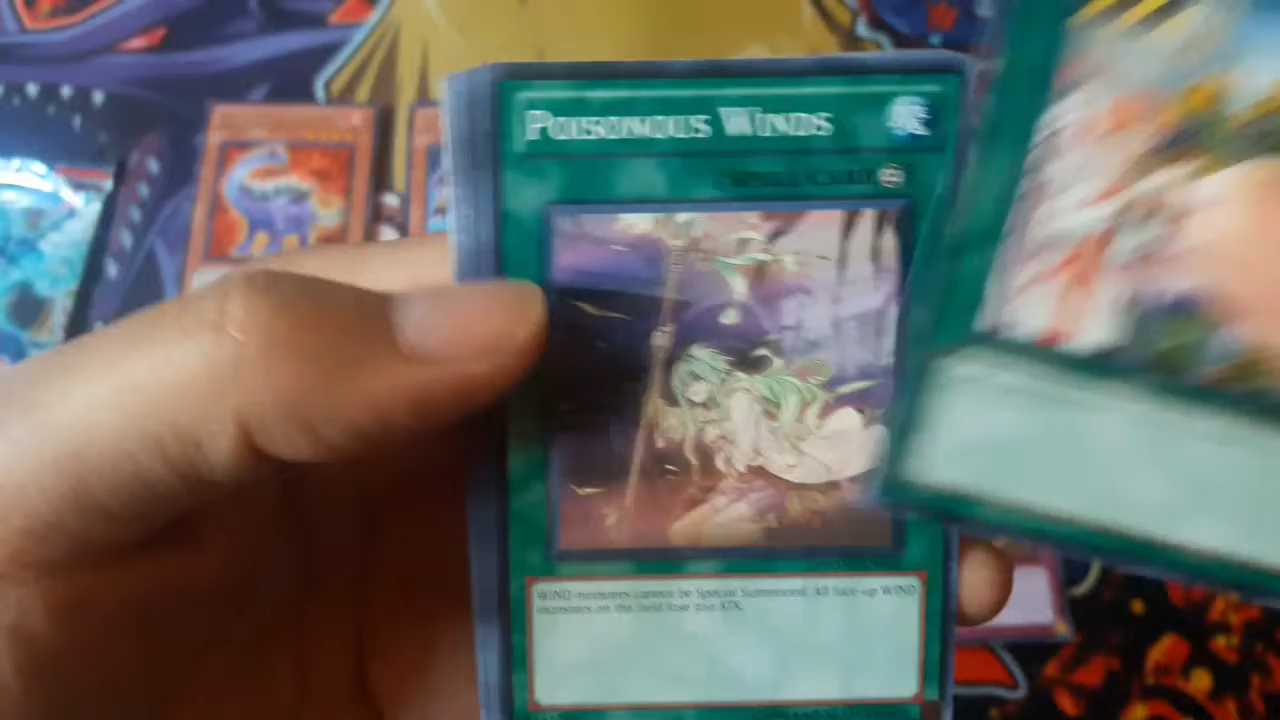 POISONOUS WINDS
WIND monsters cannot be Special Summoned. All face-up WIND
monsters on the field lose 500 ATK.